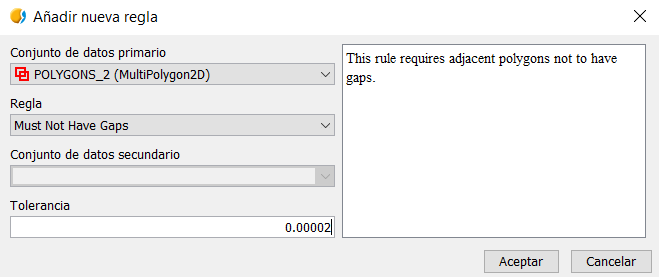 Añadir nueva regla
Conjunto de datos primario
POLYGONS_2 (MultiPolygon2D)
Regla
Must Not Have Gaps
Conjunto de datos secundario
Tolerancia
0.00002
This rule requires adjacent polygons not to have
gaps.
Aceptar
Cancelar